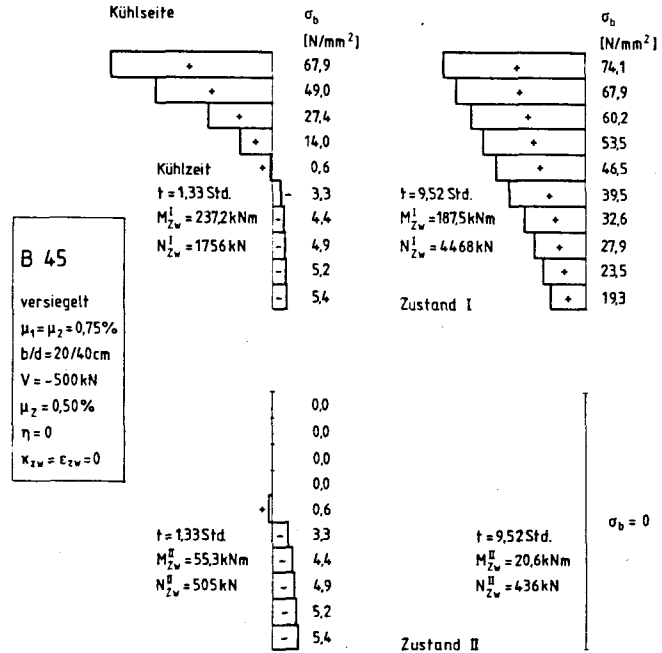 Kühlseite
σb
[N/mm²]
67,9
49,0
27,4
14,0
0,6
3,3
4,4
4,9
5,2
5,4
Kühlzeit
t = 1,33 Std.
M^I_Zw = 237,2 kNm
N^I_Zw = 1756 kN
σb
[N/mm²]
74,1
67,9
60,2
53,5
46,5
39,5
32,6
27,9
23,5
19,3
t = 9,52 Std.
M^I_Zw = 187,5 kNm
N^I_Zw = 4468 kN
Zustand I
B 45
versiegelt
μ1 = μ2 = 0,75%
b/d = 20/40cm
V = -500 kN
μz = 0,50%
η = 0
κzw = εzw = 0
0,0
0,0
0,0
0,0
0,6
3,3
4,4
4,9
5,2
5,4
t = 1,33 Std.
M^II_Zw = 55,3 kNm
N^II_Zw = 505 kN
t = 9,52 Std.
M^II_Zw = 20,6 kNm
N^II_Zw = 436 kN
σb = 0
Zustand II